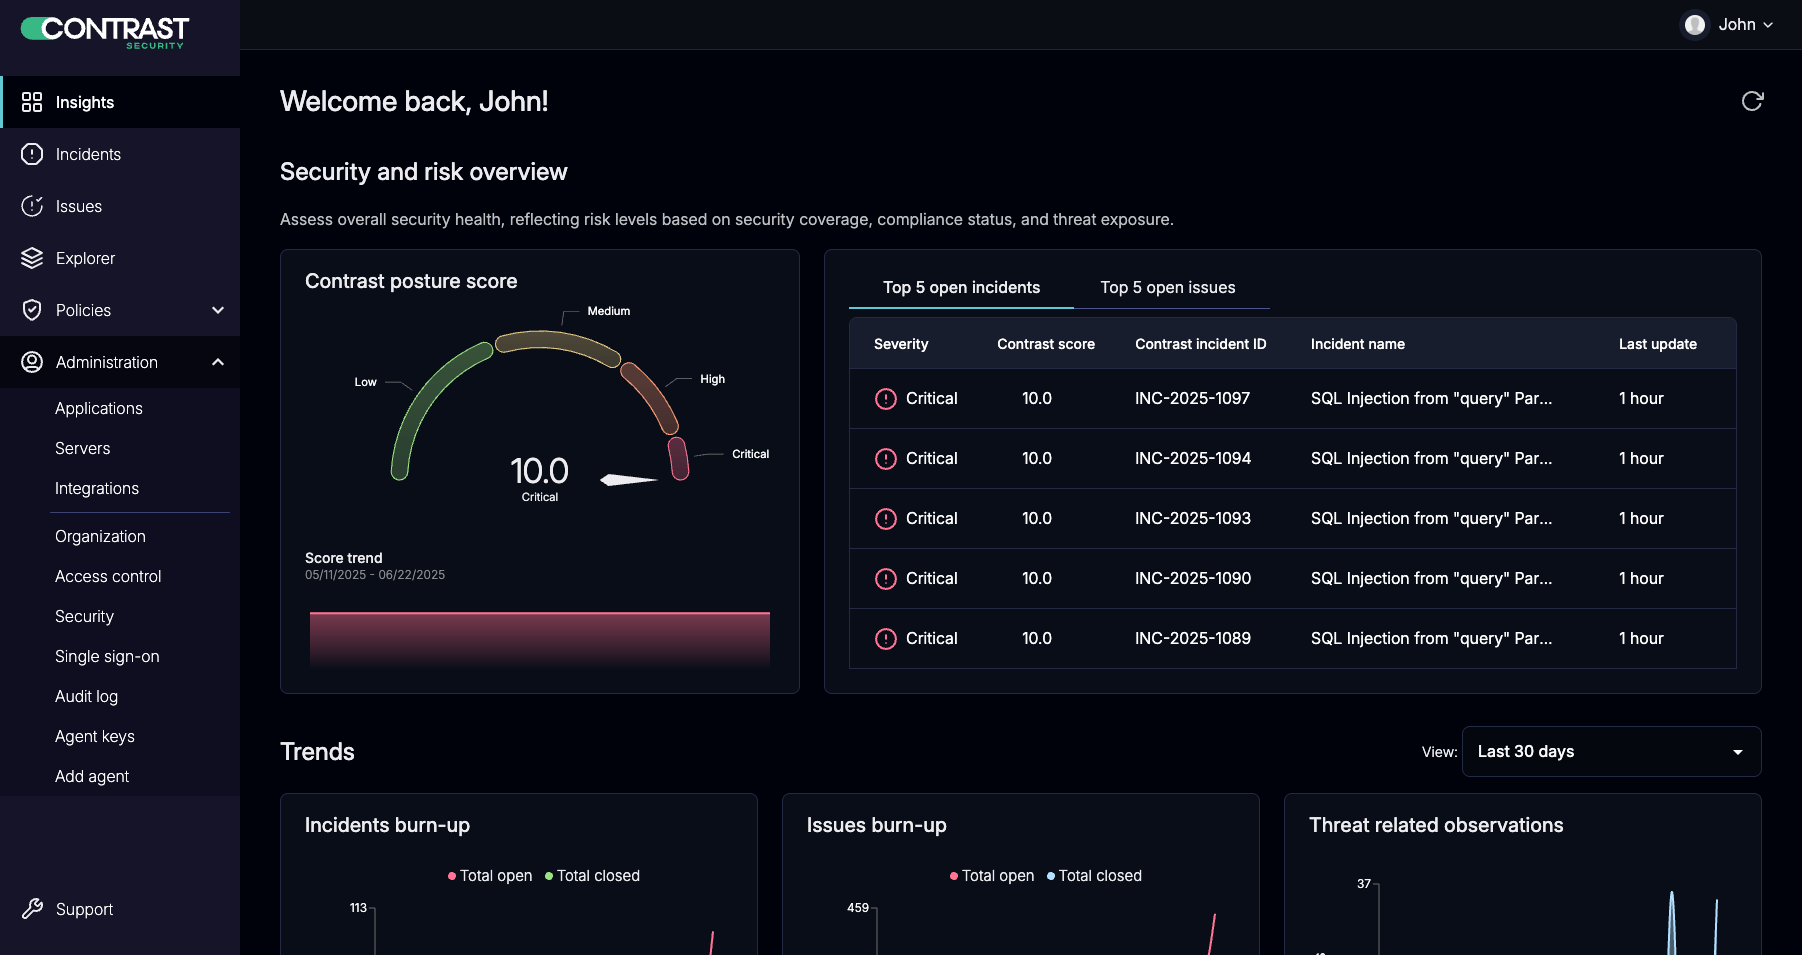 CONTRAST
SECURITY
John
Insights
Incidents
Issues
Explorer
Policies
Administration
Applications
Servers
Integrations
Organization
Access control
Security
Single sign-on
Audit log
Agent keys
Add agent
Support
Welcome back, John!
Security and risk overview
Assess overall security health, reflecting risk levels based on security coverage, compliance status, and threat exposure.
Contrast posture score
Medium
Low
High
Critical
10.0
Critical
Score trend
05/11/2025 - 06/22/2025
Top 5 open incidents Top 5 open issues
Severity Contrast score Contrast incident ID Incident name Last update
Critical 10.0 INC-2025-1097 SQL Injection from "query" Par... 1 hour
Critical 10.0 INC-2025-1094 SQL Injection from "query" Par... 1 hour
Critical 10.0 INC-2025-1093 SQL Injection from "query" Par... 1 hour
Critical 10.0 INC-2025-1090 SQL Injection from "query" Par... 1 hour
Critical 10.0 INC-2025-1089 SQL Injection from "query" Par... 1 hour
Trends
View: Last 30 days
Incidents burn-up
Total open Total closed
113
Issues burn-up
Total open Total closed
459
Threat related observations
37